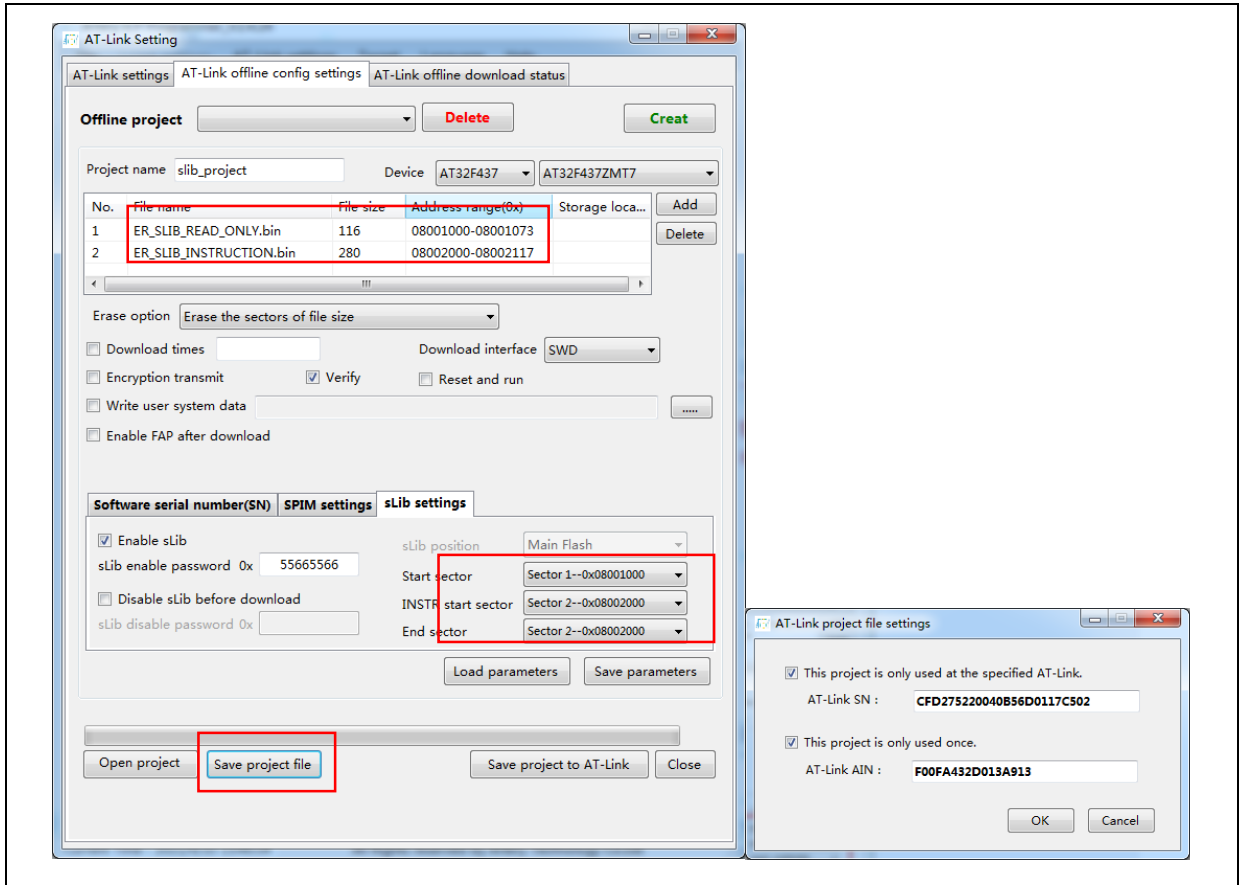 AT-Link Setting
AT-Link settings AT-Link offline config settings AT-Link offline download status
Offline project Delete Creat
Project name slib_project Device AT32F437 AT32F437ZMT7
No. File name File size Address range(0x) Storage loca... Add
1 ER_SLIB_READ_ONLY.bin 116 08001000-08001073 Delete
2 ER_SLIB_INSTRUCTION.bin 280 08002000-08002117
Erase option Erase the sectors of file size
Download times Download interface SWD
Encryption transmit Verify Reset and run
Write user system data .....
Enable FAP after download
Software serial number(SN) SPIM settings sLib settings
Enable sLib sLib position Main Flash
sLib enable password 0x 55665566 Start sector Sector 1--0x08001000
Disable sLib before download INSTR start sector Sector 2--0x08002000
sLib disable password 0x End sector Sector 2--0x08002000
Load parameters Save parameters
Open project Save project file Save project to AT-Link Close
AT-Link project file settings
This project is only used at the specified AT-Link.
AT-Link SN : CFD275220040B56D0117C502
This project is only used once.
AT-Link AIN : F00FA432D013A913
OK Cancel